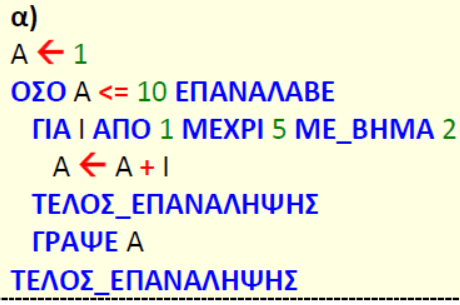 α)
Α ← 1
ΟΣΟ Α <= 10 ΕΠΑΝΑΛΑΒΕ
ΓΙΑ Ι ΑΠΟ 1 ΜΕΧΡΙ 5 ΜΕ_ΒΗΜΑ 2
Α ← Α + Ι
ΤΕΛΟΣ_ΕΠΑΝΑΛΗΨΗΣ
ΓΡΑΨΕ Α
ΤΕΛΟΣ_ΕΠΑΝΑΛΗΨΗΣ